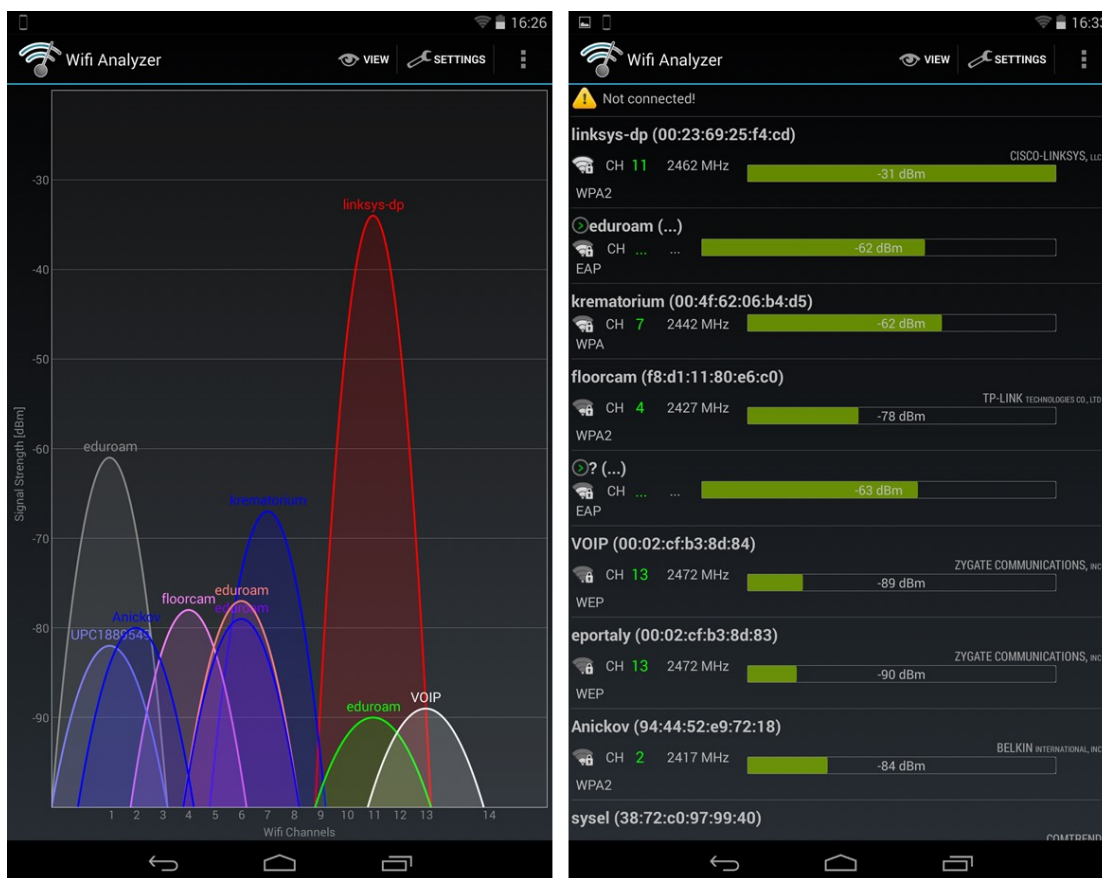 16:26
Wifi Analyzer
VIEW
SETTINGS
-30
-40
-50
-60
-70
-80
-90
Signal Strength [dBm]
linksys-dp
eduroam
krematorium
eduroam
floorcam
eduroam
Anickov
UPC1889549
VOIP
eduroam
1 2 3 4 5 6 7 8 9 10 11 12 13 14
Wifi Channels
16:33
Wifi Analyzer
VIEW
SETTINGS
Not connected!
linksys-dp (00:23:69:25:f4:cd)
CISCO-LINKSYS, LLC
CH 11 2462 MHz -31 dBm
WPA2
eduroam (...)
CH ... ... -62 dBm
EAP
krematorium (00:4f:62:06:b4:d5)
CH 7 2442 MHz -62 dBm
WPA
floorcam (f8:d1:11:80:e6:c0)
TP-LINK TECHNOLOGIES CO., LTD
CH 4 2427 MHz -78 dBm
WPA2
? (...)
CH ... ... -63 dBm
EAP
VOIP (00:02:cf:b3:8d:84)
ZYGATE COMMUNICATIONS, INC
CH 13 2472 MHz -89 dBm
WEP
eportaly (00:02:cf:b3:8d:83)
ZYGATE COMMUNICATIONS, INC
CH 13 2472 MHz -90 dBm
WEP
Anickov (94:44:52:e9:72:18)
BELKIN INTERNATIONAL, INC
CH 2 2417 MHz -84 dBm
WPA2
sysel (38:72:c0:97:99:40)
COMTREND